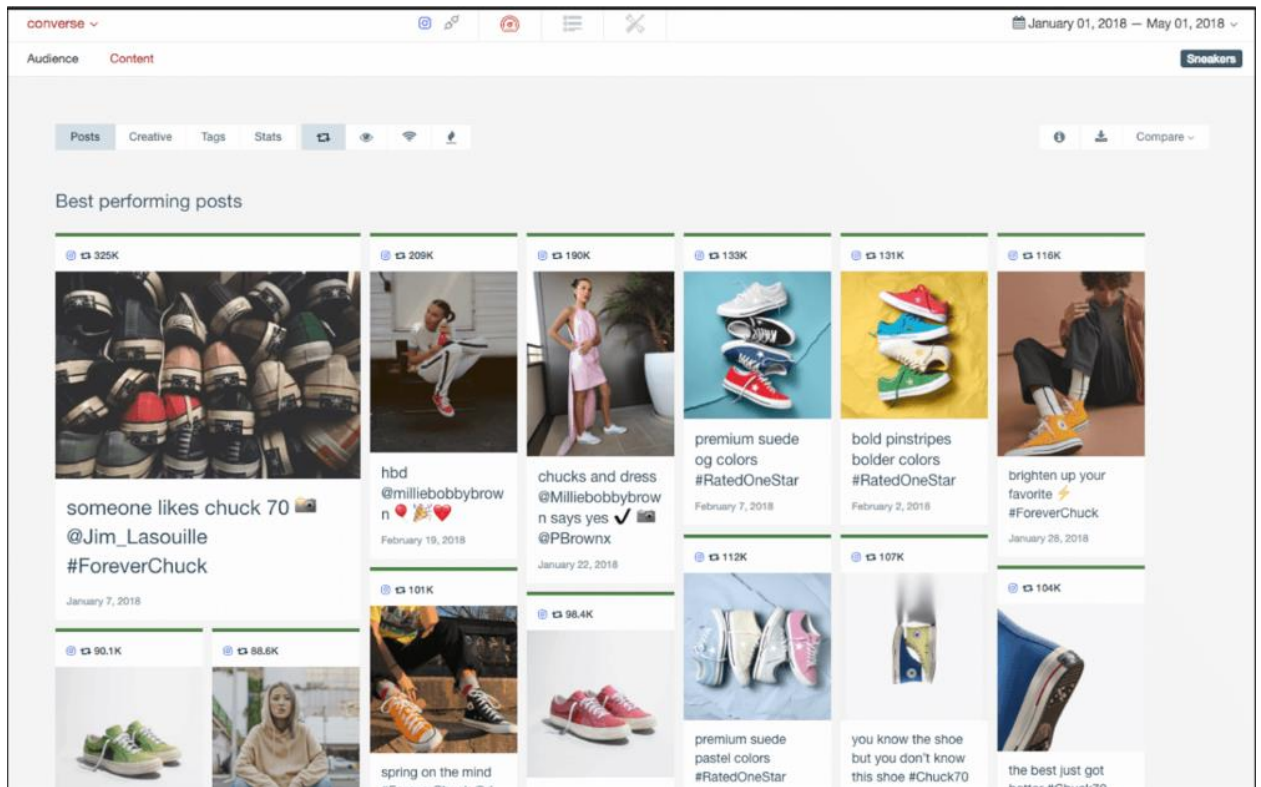 converse
January 01, 2018 — May 01, 2018
Audience Content
Sneakers
Posts Creative Tags Stats
Compare
Best performing posts
325K
someone likes chuck 70 📷
@Jim_Lasouille
#ForeverChuck
January 7, 2018
209K
hbd
@milliebobbybrow
n 🎈 🎉❤️
February 19, 2018
190K
chucks and dress
@Milliebobbybrow
n says yes ✔ 📷
@PBrownx
January 22, 2018
133K
premium suede
og colors
#RatedOneStar
February 7, 2018
131K
bold pinstripes
bolder colors
#RatedOneStar
February 2, 2018
116K
brighten up your
favorite ⚡
#ForeverChuck
January 28, 2018
90.1K
88.6K
101K
spring on the mind
98.4K
112K
premium suede
pastel colors
#RatedOneStar
107K
you know the shoe
but you don't know
this shoe #Chuck70
104K
the best just got
better #Chuck70